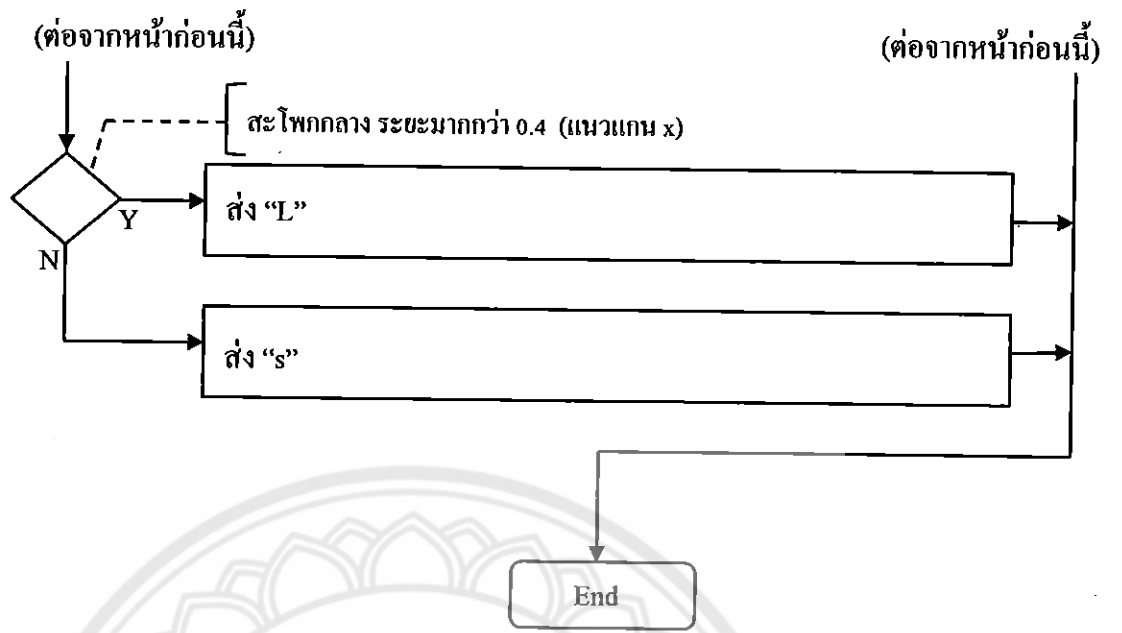 (ต่อจากหน้าก่อนนี้)
(ต่อจากหน้าก่อนนี้)
สะโพกกลาง ระยะมากกว่า 0.4 (แนวแกน x)
Y
ส่ง “L”
N
ส่ง “s”
End